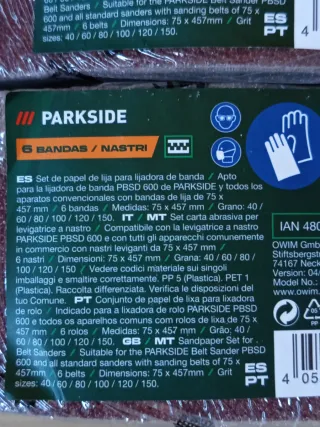 Belt Sanders / Suitable for the PARKSIDE Belt Sander PBSD
600 and all standard sanders with sanding belts of 75 x
457mm / 6 belts / Dimensions: 75 x 457mm / Grit
sizes: 40 / 60 / 80 / 100 / 120 / 150.
ES
PT
4
/// PARKSIDE
6 BANDAS / NASTRI
ES Set de papel de lija para lijadora de banda / Apto
para la lijadora de banda PBSD 600 de PARKSIDE y todos los
aparatos convencionales con bandas de lija de 75 x
457 mm / 6 bandas / Medidas: 75 x 457mm / Grano: 40 /
60 / 80 / 100 / 120 / 150. IT / MT Set carta abrasiva per
levigatrice a nastro / Compatibile con la levigatrice a nastro
PARKSIDE PBSD 600 e con tutti gli apparecchi comunemente
in commercio con nastri leviganti da 75 x 457 mm /
6 nastri / Dimensioni: 75 x 457mm / Grana: 40 / 60 / 80 /
100 / 120 / 150. / Vedere codici materiali sui singoli
imballaggi e smaltire correttamente. PP 5 (Plastica). PET 1
(Plastica). Raccolta differenziata. Verifica le disposizioni del
tuo Comune. PT Conjunto de papel de lixa para lixadora
de rolo / Indicado para a lixadora de rolo PARKSIDE PBSD
600 e todos os aparelhos comuns com rolos de lixa de 75 x
457 mm / 6 rolos / Medidas: 75 x 457mm / Grão: 40 /
60 / 80 / 100 / 120 / 150. GB / MT Sandpaper Set for
Belt Sanders / Suitable for the PARKSIDE Belt Sander PBSD
600 and all standard sanders with sanding belts of 75 x
457mm / 6 belts / Dimensions: 75 x 457mm / Grit
sizes: 40 / 60 / 80 / 100 / 120 / 150.
ES
PT
IAN 480
OWIM Gmb
Stiftsbergst
74167 Neck
Version: 04/
Model No.:
www.owim.
PP
4 05